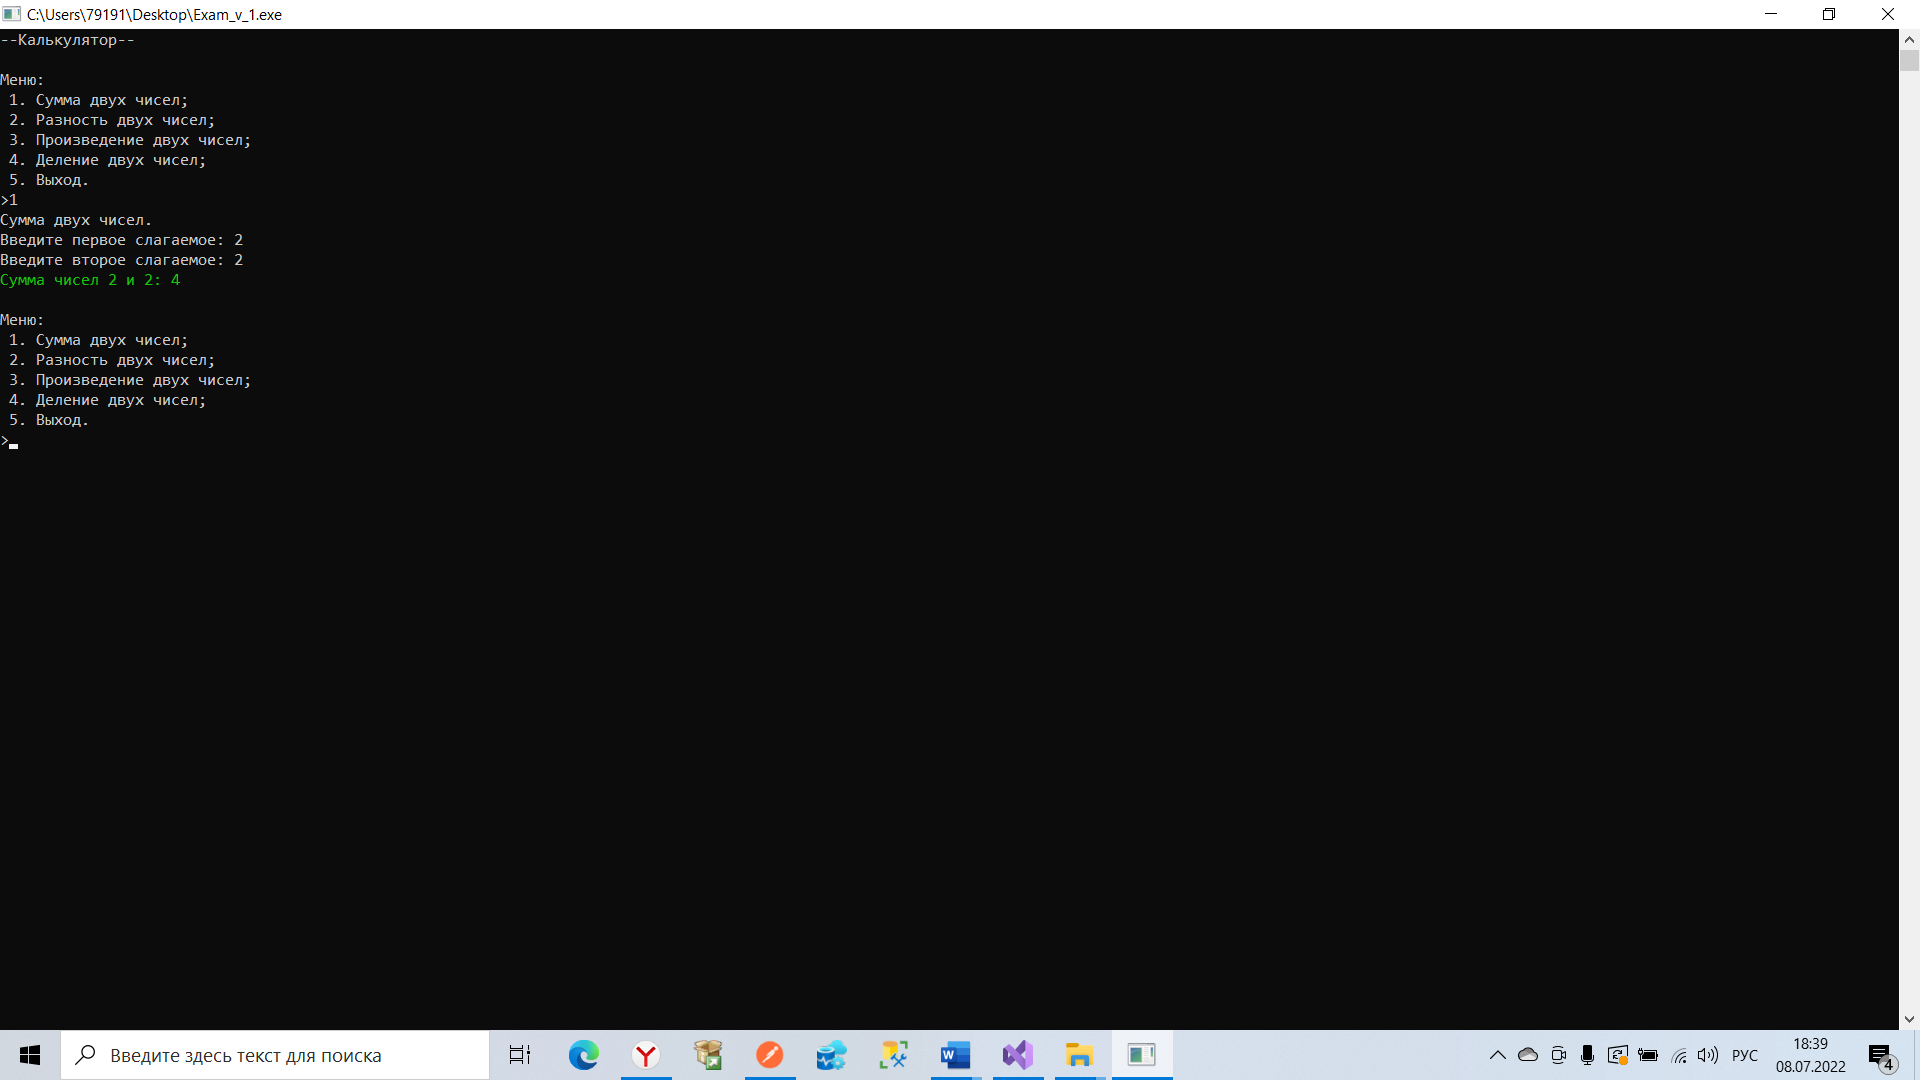 C:\Users\79191\Desktop\Exam_v_1.exe
--Калькулятор--
Меню:
1. Сумма двух чисел;
2. Разность двух чисел;
3. Произведение двух чисел;
4. Деление двух чисел;
5. Выход.
>1
Сумма двух чисел.
Введите первое слагаемое: 2
Введите второе слагаемое: 2
Сумма чисел 2 и 2: 4
Меню:
1. Сумма двух чисел;
2. Разность двух чисел;
3. Произведение двух чисел;
4. Деление двух чисел;
5. Выход.
>
Введите здесь текст для поиска
РУС
18:39
08.07.2022
4